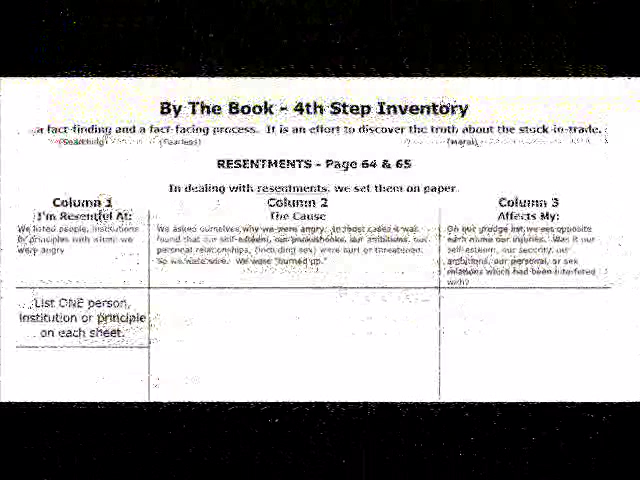 By The Book - 4th Step Inventory
a fact-finding and a fact-facing process. It is an effort to discover the truth about the stock-in-trade.
(Searching) (Fearless) (Moral)
RESENTMENTS - Page 64 & 65
In dealing with resentments, we set them on paper
Column 1 Column 2 Column 3
I'm Resentful At: The Cause Affects My:
We listed people, institutions
or principles with whom we
were angry
We asked ourselves why we were angry. In most cases it was
found that our self-esteem, our pocketbooks, our ambitions, our
personal relationships, (including sex) were hurt or threatened.
So we were sore. We were "burned up."
On our grudge list we set opposite
each name our injuries. Was it our
self-esteem, our security, our
ambitions, our personal, or sex
relations which had been interfered
with?
List ONE person,
institution or principle
on each sheet.